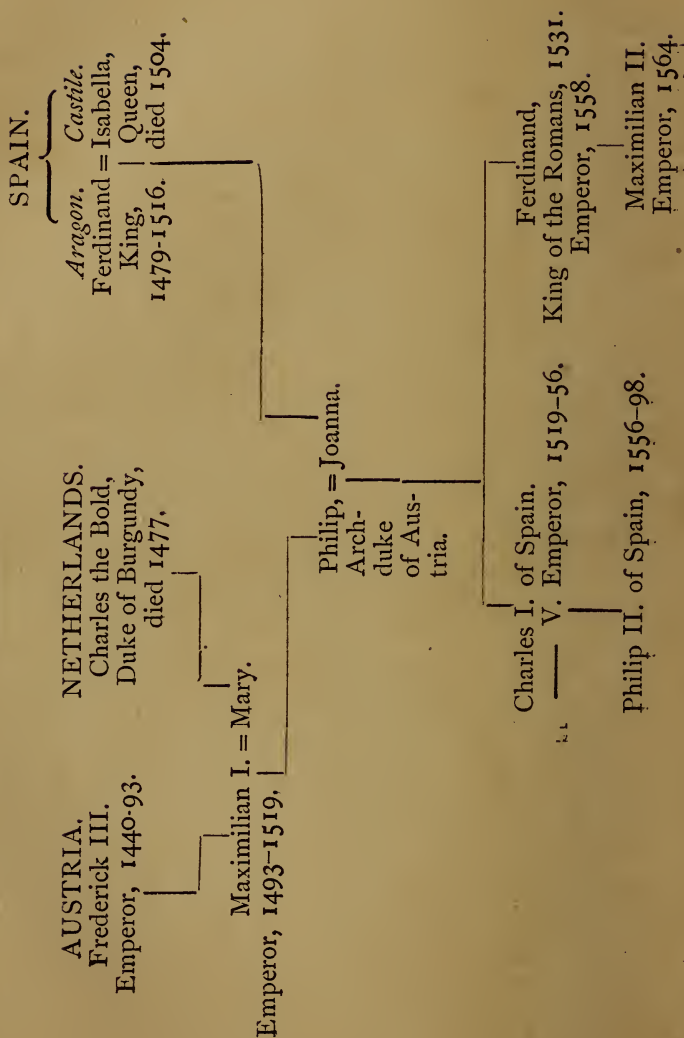 AUSTRIA.
Frederick III.
Emperor, 1440-93.
NETHERLANDS.
Charles the Bold,
Duke of Burgundy,
died 1477.
SPAIN.
Aragon. Castile.
Ferdinand = Isabella,
King, Queen,
1479-1516. died 1504.
Maximilian I. = Mary.
Emperor, 1493-1519.
Philip, = Joanna.
Arch-
duke
of Aus-
tria.
Charles I. of Spain.
—— V. Emperor, 1519-56.
Ferdinand,
King of the Romans, 1531.
Emperor, 1558.
Philip II. of Spain, 1556-98.
Maximilian II.
Emperor, 1564.